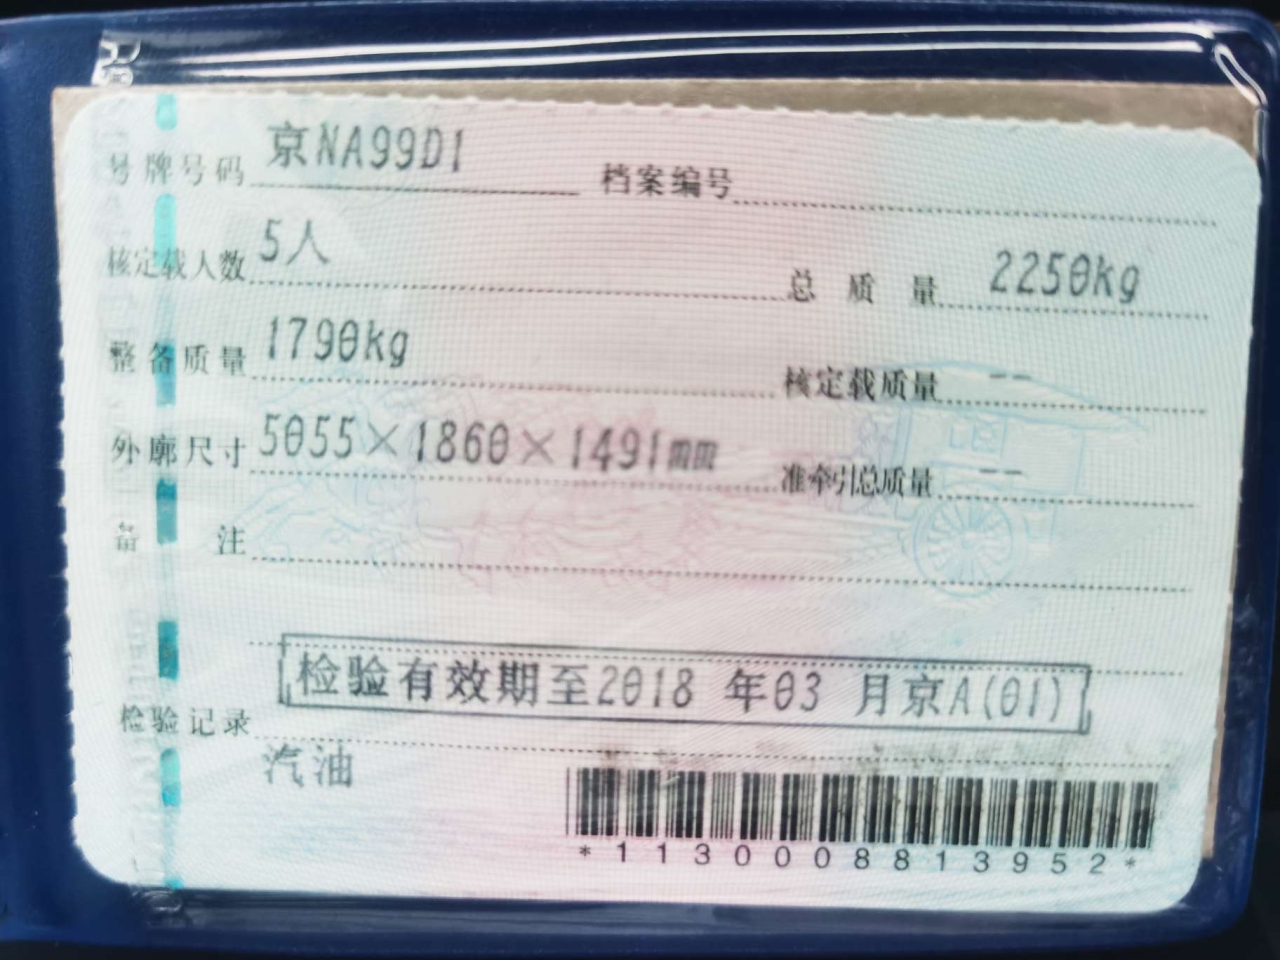 号牌号码 京NA99D1 档案编号
核定载人数 5人 总质量 2250kg
整备质量 1790kg 核定载质量 --
外廓尺寸 5055×1860×1491mm 准牵引总质量 --
备注
检验有效期至2018 年03 月京A(01)
检验记录
汽油
*1130008813952*